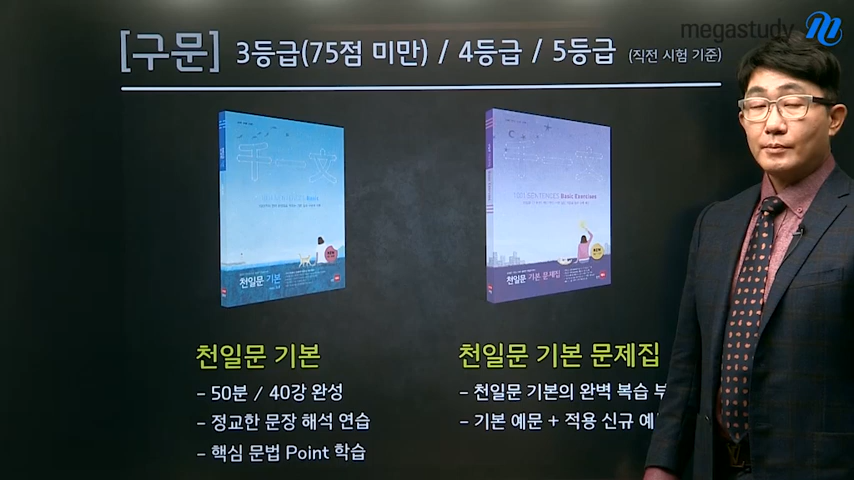 megastudy
[구문] 3등급(75점 미만) / 4등급 / 5등급 (직전 시험 기준)
千一文
천일문 기본
1001 SENTENCES Basic Exercises
천일문 기본 문제집
천일문 기본
- 50분 / 40강 완성
- 정교한 문장 해석 연습
- 핵심 문법 Point 학습
천일문 기본 문제집
- 천일문 기본의 완벽 복습
- 기본 예문 + 적용 신규